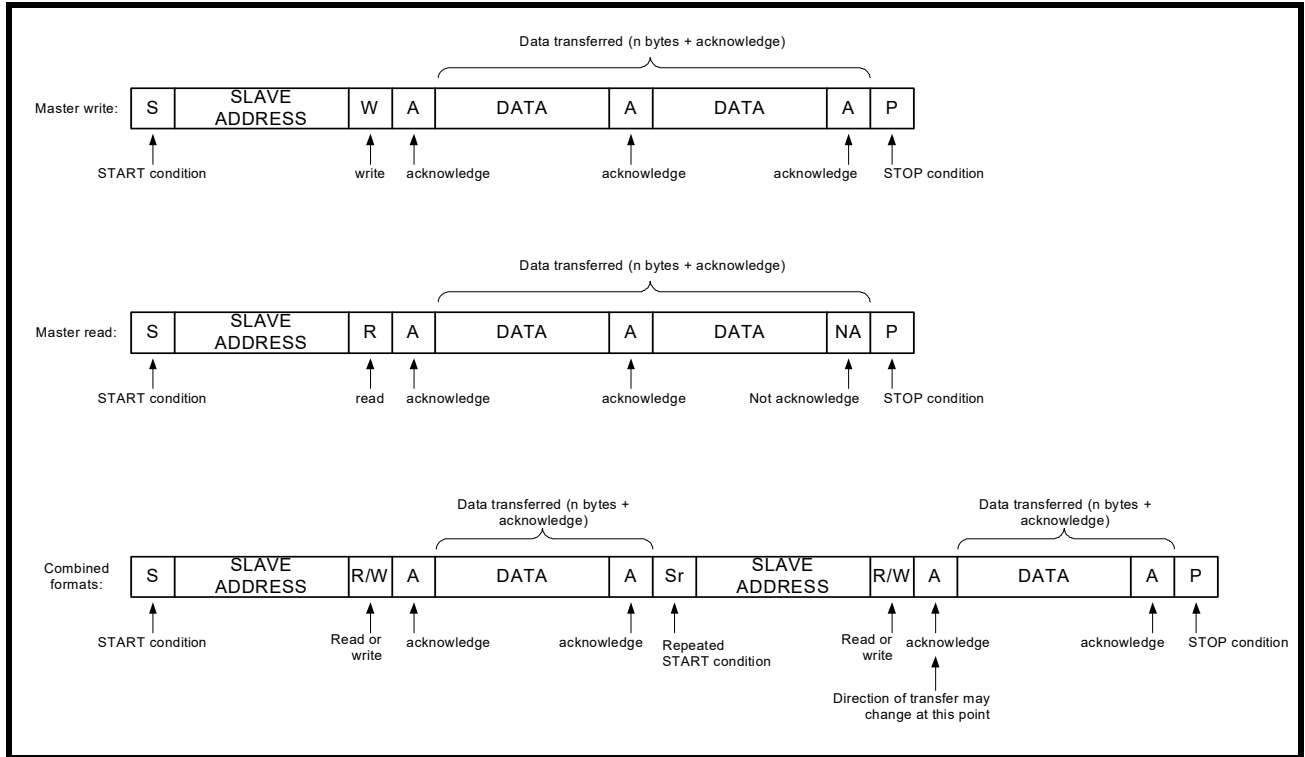 Data transferred (n bytes + acknowledge)
Master write:
S
SLAVE
ADDRESS
W
A
DATA
A
DATA
A
P
START condition
write
acknowledge
acknowledge
acknowledge
STOP condition
Data transferred (n bytes + acknowledge)
Master read:
S
SLAVE
ADDRESS
R
A
DATA
A
DATA
NA
P
START condition
read
acknowledge
acknowledge
Not acknowledge
STOP condition
Data transferred (n bytes +
acknowledge)
Data transferred (n bytes +
acknowledge)
Combined
formats:
S
SLAVE
ADDRESS
R/W
A
DATA
A
Sr
SLAVE
ADDRESS
R/W
A
DATA
A
P
START condition
Read or
write
acknowledge
acknowledge
Repeated
START condition
Read or
write
acknowledge
acknowledge
STOP condition
Direction of transfer may
change at this point